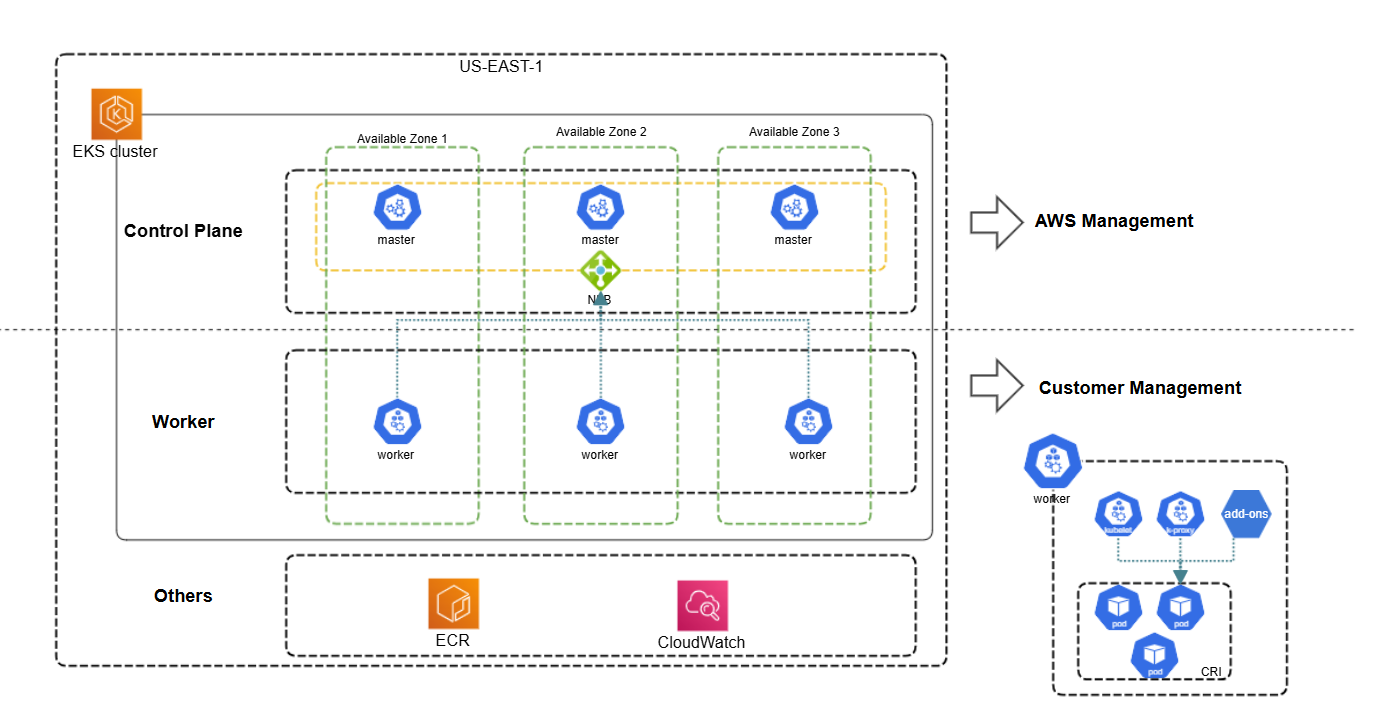 US-EAST-1
EKS cluster
Available Zone 1
Available Zone 2
Available Zone 3
Control Plane
master
master
master
NLB
AWS Management
Worker
worker
worker
worker
Customer Management
worker
kubelet
k-proxy
add-ons
pod
pod
pod
CRI
Others
ECR
CloudWatch